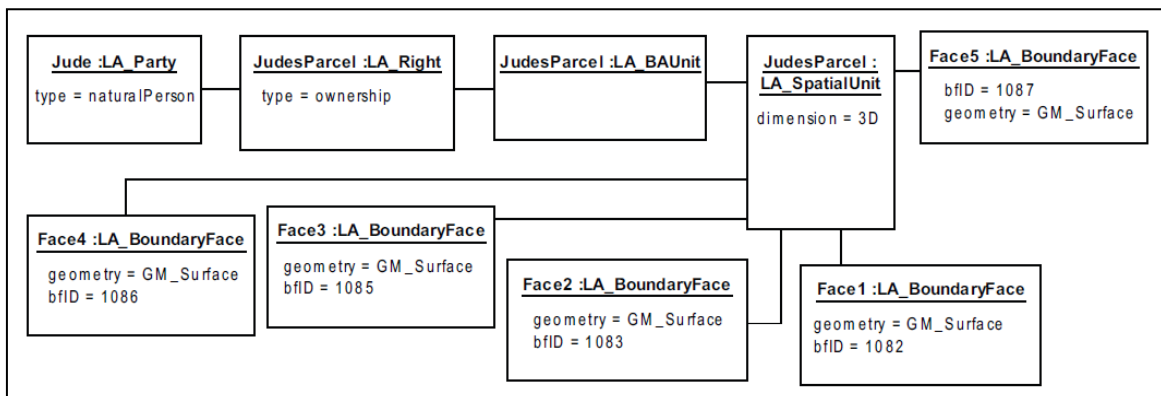 Jude :LA_Party
type = naturalPerson
JudesParcel :LA_Right
type = ownership
JudesParcel :LA_BAUnit
JudesParcel :
LA_SpatialUnit
dimension = 3D
Face5 :LA_BoundaryFace
bfID = 1087
geometry = GM_Surface
Face4 :LA_BoundaryFace
geometry = GM_Surface
bfID = 1086
Face3 :LA_BoundaryFace
geometry = GM_Surface
bfID = 1085
Face2 :LA_BoundaryFace
geometry = GM_Surface
bfID = 1083
Face1 :LA_BoundaryFace
geometry = GM_Surface
bfID = 1082